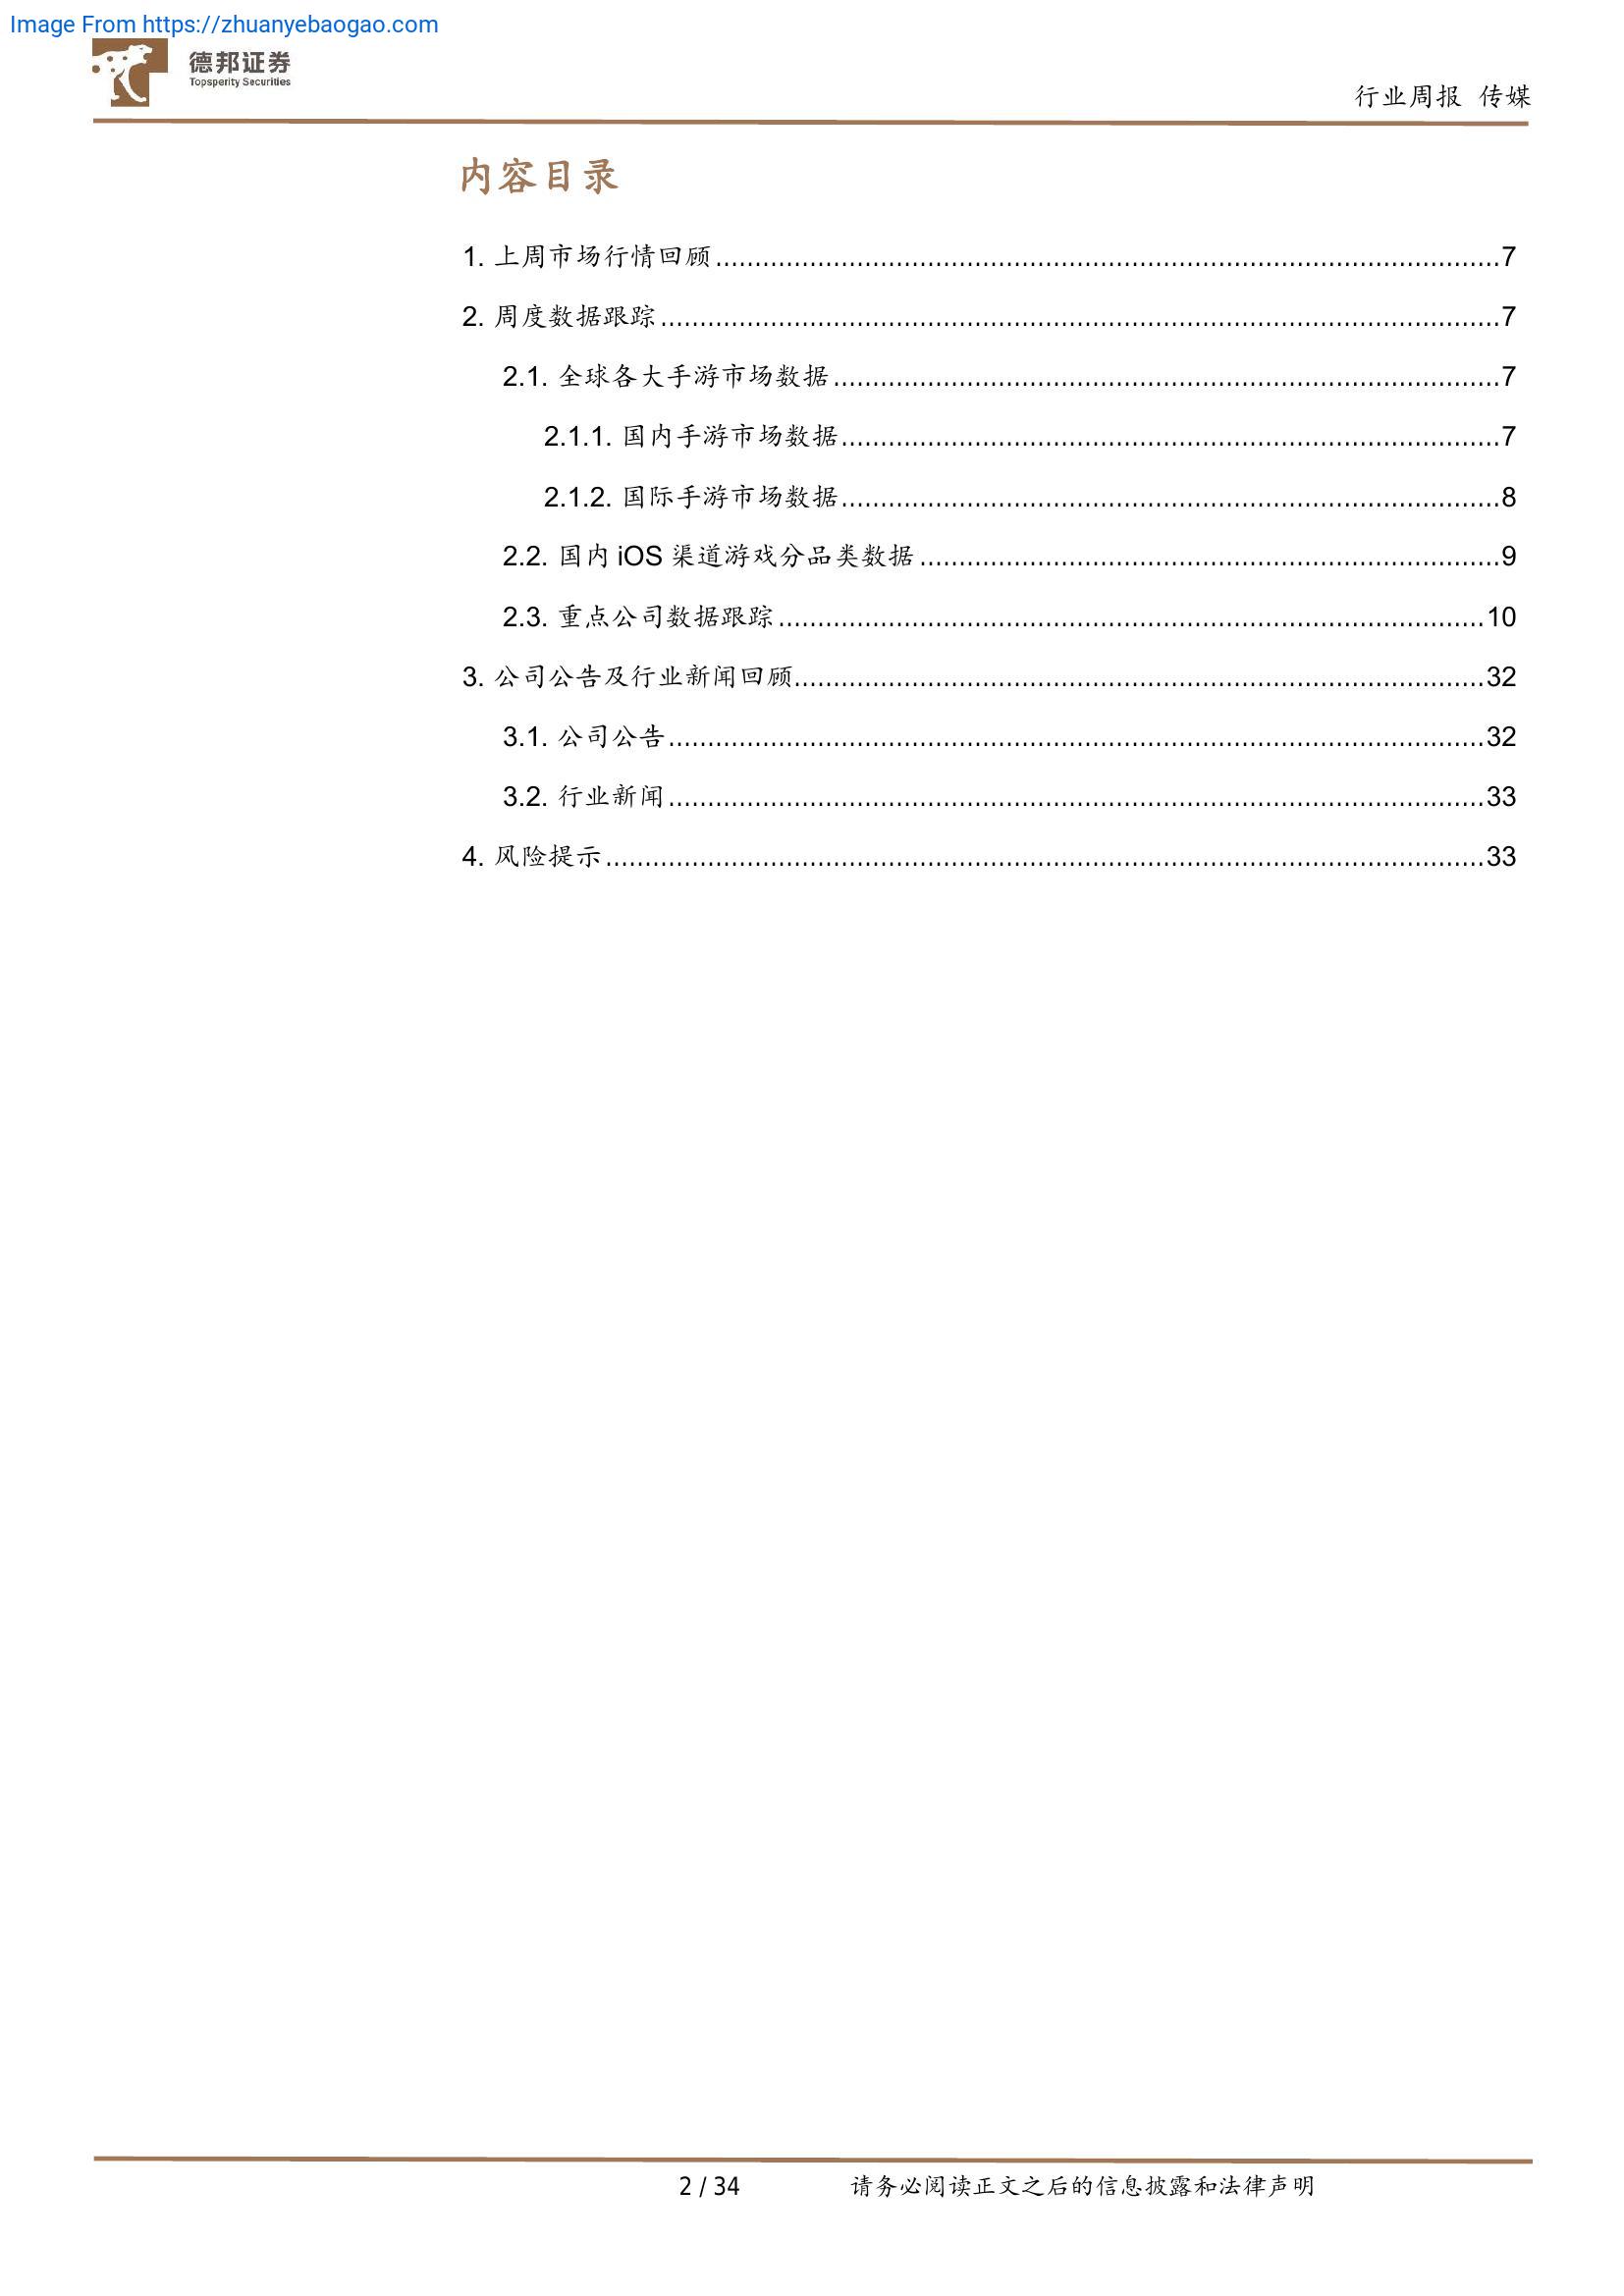 Image From https://zhuanyebaogao.com
德邦证券
Topsperity Securities
行业周报 传媒
内容目录
1. 上周市场行情回顾 7
2. 周度数据跟踪 7
2.1. 全球各大手游市场数据 7
2.1.1. 国内手游市场数据 7
2.1.2. 国际手游市场数据 8
2.2. 国内 iOS 渠道游戏分品类数据 9
2.3. 重点公司数据跟踪 10
3. 公司公告及行业新闻回顾 32
3.1. 公司公告 32
3.2. 行业新闻 33
4. 风险提示 33
2 / 34 请务必阅读正文之后的信息披露和法律声明